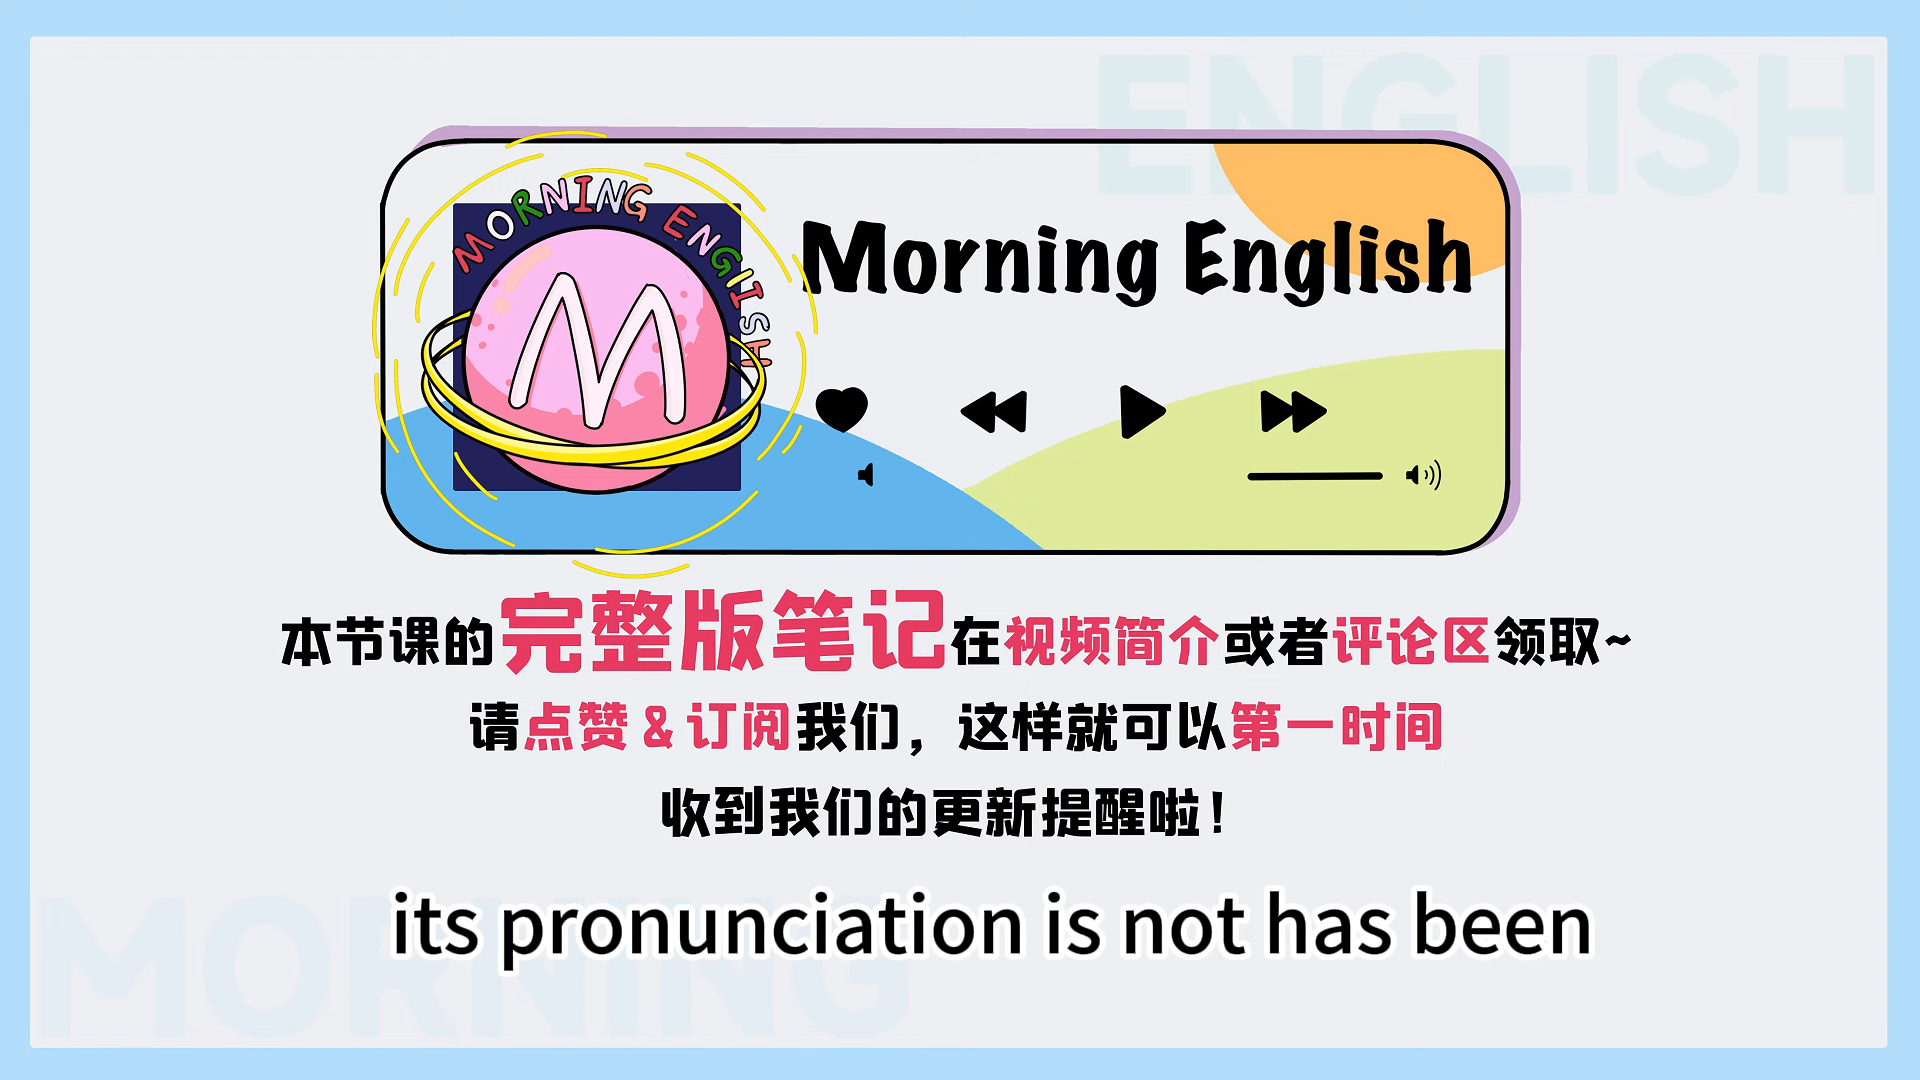 ENGLISH
MORNING ENGLISH
M
Morning English
本节课的完整版笔记在视频简介或者评论区领取~
请点赞&订阅我们，这样就可以第一时间
收到我们的更新提醒啦！
its pronunciation is not has been
MORNING